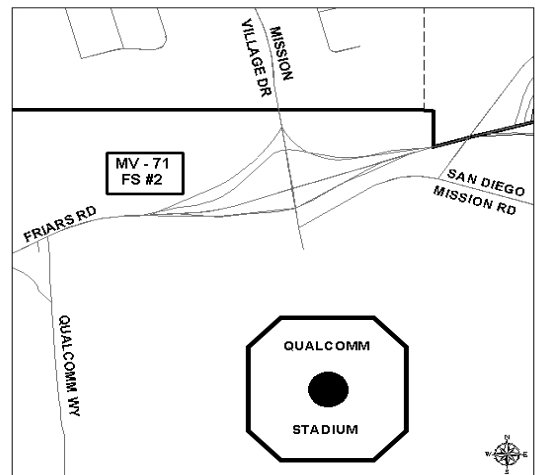 MISSION
VILLAGE DR
MV - 71
FS #2
SAN DIEGO
MISSION RD
FRIARS RD
QUALCOMM WY
QUALCOMM
STADIUM
N
W E
S